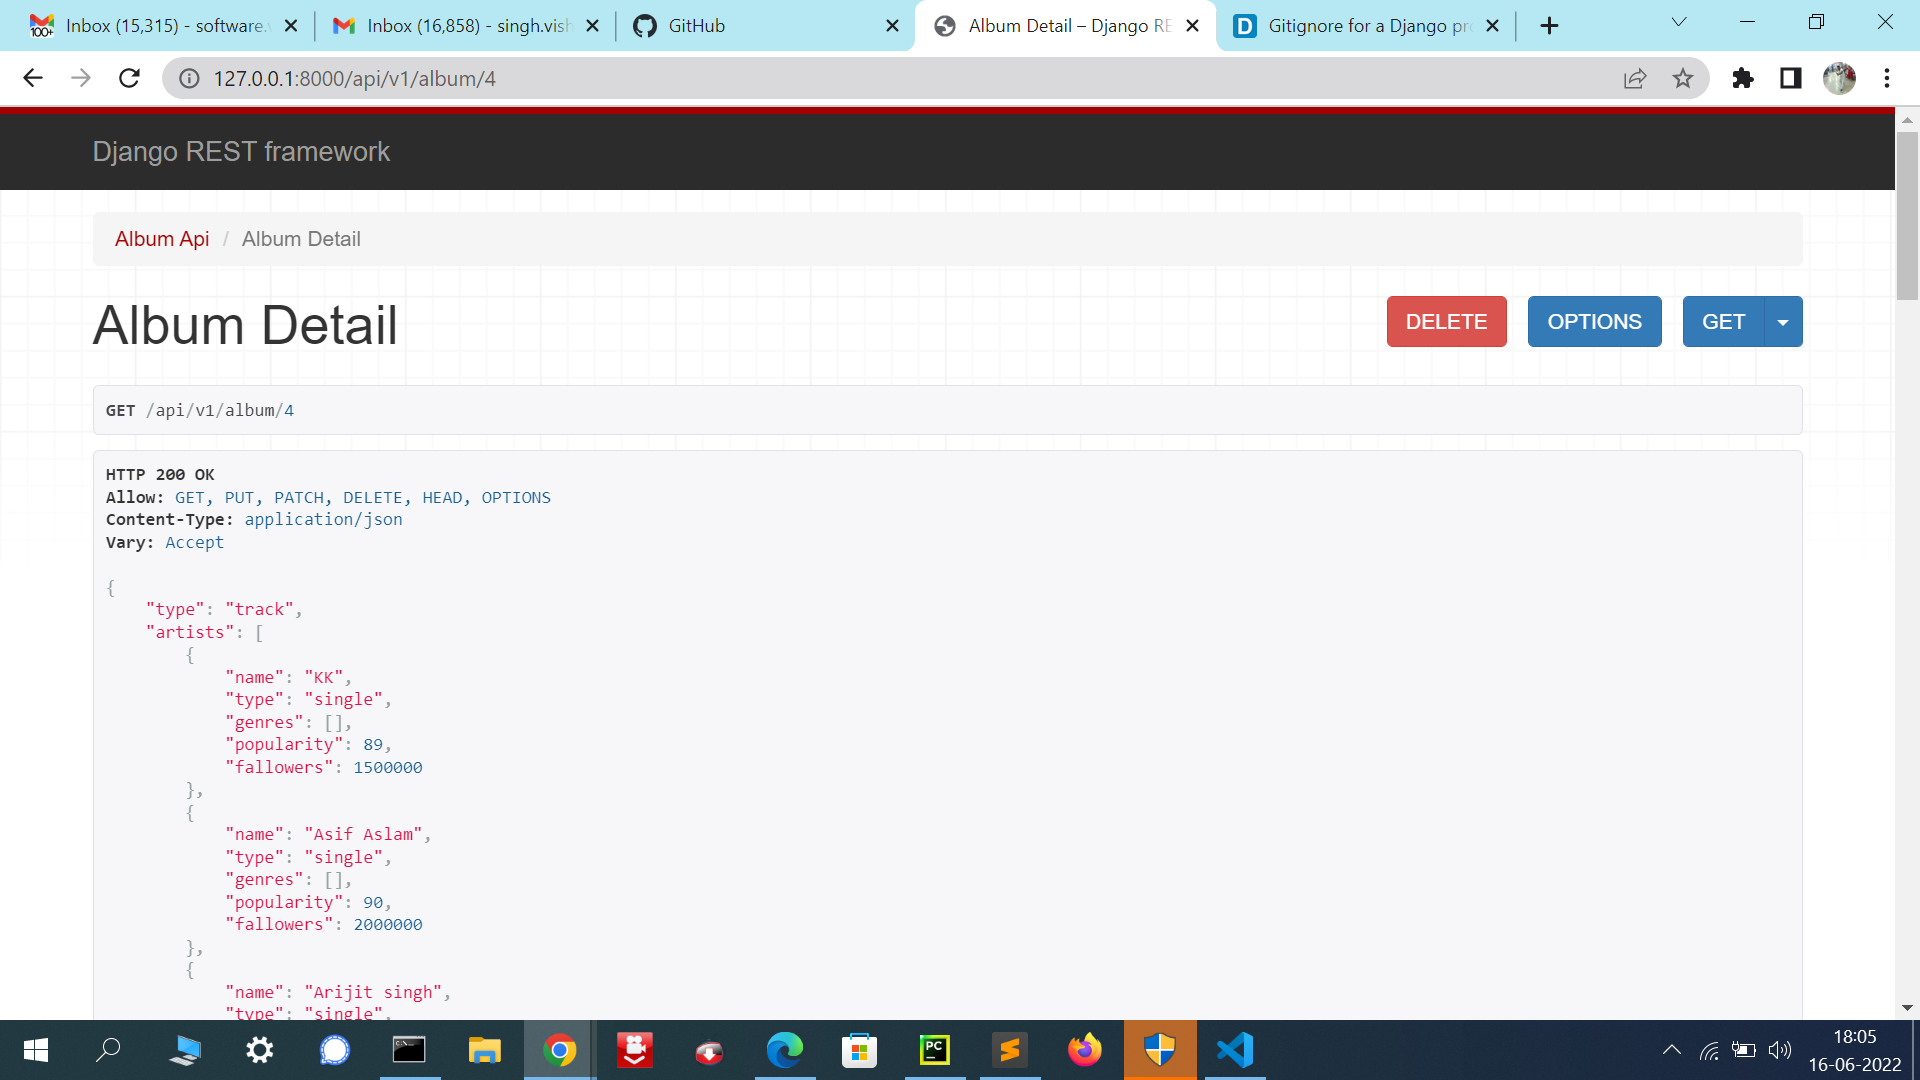 Inbox (15,315) - software.v
Inbox (16,858) - singh.vish
GitHub
Album Detail – Django RE
Gitignore for a Django pro
127.0.0.1:8000/api/v1/album/4
Django REST framework
Album Api / Album Detail
Album Detail
DELETE
OPTIONS
GET
GET /api/v1/album/4
HTTP 200 OK
Allow: GET, PUT, PATCH, DELETE, HEAD, OPTIONS
Content-Type: application/json
Vary: Accept
{
"type": "track",
"artists": [
{
"name": "KK",
"type": "single",
"genres": [],
"popularity": 89,
"fallowers": 1500000
},
{
"name": "Asif Aslam",
"type": "single",
"genres": [],
"popularity": 90,
"fallowers": 2000000
},
{
"name": "Arijit singh",
"type": "single",
18:05
16-06-2022